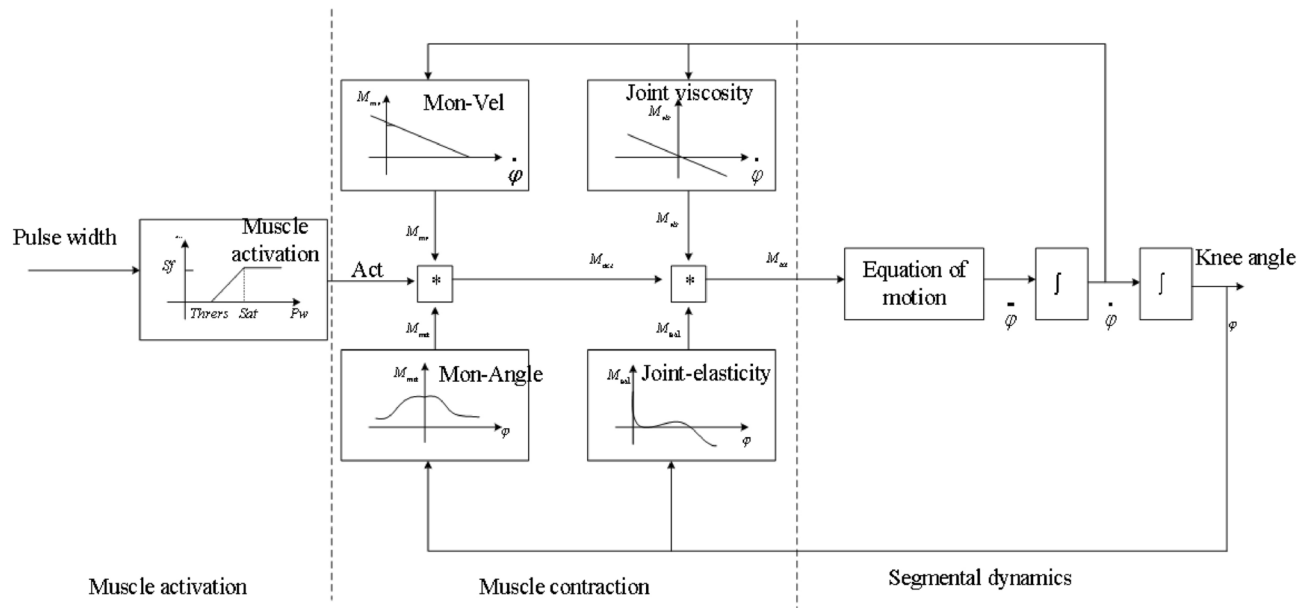 Mon-Vel
φ̇
Joint viscosity
φ̇
Pulse width
Muscle
activation
Sf
Thrers
Sat
Pw
Act
*
M_act
*
Equation of
motion
φ̈
∫
φ̇
∫
Knee angle
φ
Mon-Angle
φ
Joint-elasticity
φ
Muscle activation
Muscle contraction
Segmental dynamics